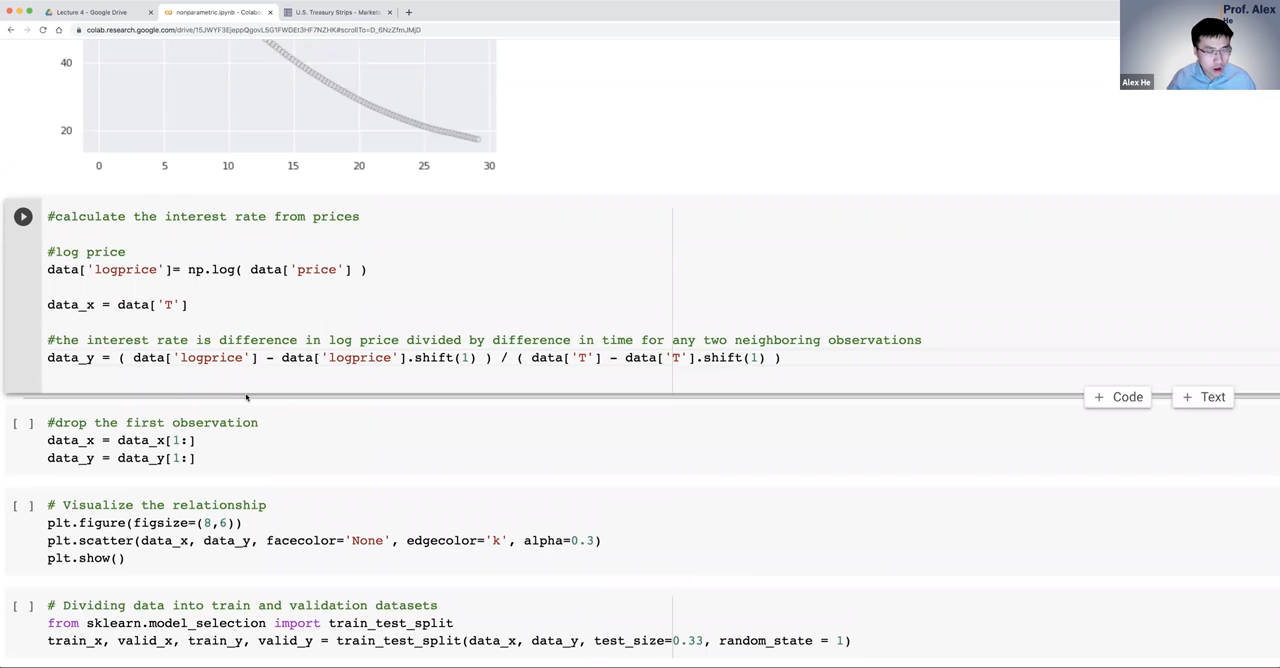 Lecture 4 - Google Drive
nonparametric.ipynb - Colabo
U.S. Treasury Strips - Markets
colab.research.google.com/drive/15JWYF3EjeppQgovL5G1FWDEt3HF7NZHK#scrollTo=D_6NzZfmJMjD
Prof. Alex
He
Alex He
40
20
0 5 10 15 20 25 30
#calculate the interest rate from prices
#log price
data['logprice']= np.log( data['price'] )
data_x = data['T']
#the interest rate is difference in log price divided by difference in time for any two neighboring observations
data_y = ( data['logprice'] - data['logprice'].shift(1) ) / ( data['T'] - data['T'].shift(1) )
+ Code + Text
[ ] #drop the first observation
data_x = data_x[1:]
data_y = data_y[1:]
[ ] # Visualize the relationship
plt.figure(figsize=(8,6))
plt.scatter(data_x, data_y, facecolor='None', edgecolor='k', alpha=0.3)
plt.show()
[ ] # Dividing data into train and validation datasets
from sklearn.model_selection import train_test_split
train_x, valid_x, train_y, valid_y = train_test_split(data_x, data_y, test_size=0.33, random_state = 1)